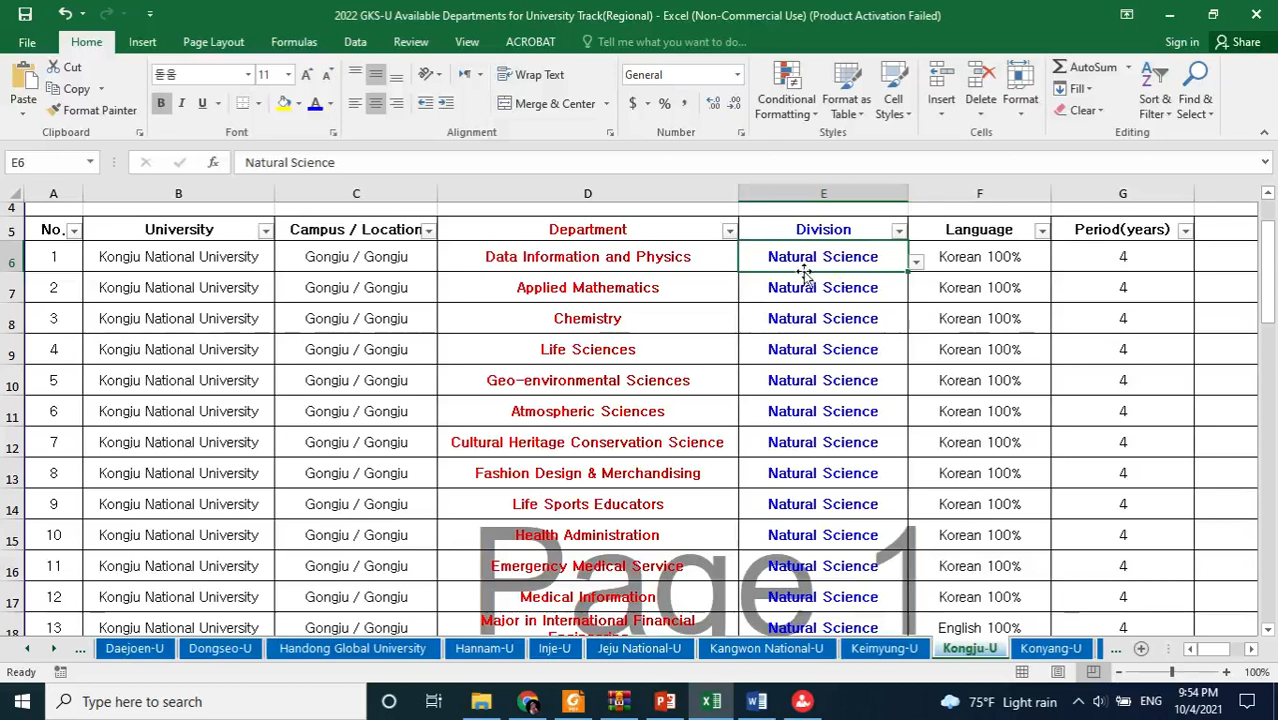 2022 GKS-U Available Departments for University Track(Regional) - Excel (Non-Commercial Use) (Product Activation Failed)
File Home Insert Page Layout Formulas Data Review View ACROBAT Tell me what you want to do... Sign in Share
Paste Cut Copy Format Painter
돋움 11 B I U
Wrap Text Merge & Center
General $ % ,
Conditional Formatting Format as Table Cell Styles
Insert Delete Format
AutoSum Fill Clear Sort & Filter Find & Select
Clipboard Font Alignment Number Styles Cells Editing
E6 fx Natural Science
A B C D E F G
4
5 No. University Campus / Location Department Division Language Period(years)
6 1 Kongju National University Gongju / Gongju Data Information and Physics Natural Science Korean 100% 4
7 2 Kongju National University Gongju / Gongju Applied Mathematics Natural Science Korean 100% 4
8 3 Kongju National University Gongju / Gongju Chemistry Natural Science Korean 100% 4
9 4 Kongju National University Gongju / Gongju Life Sciences Natural Science Korean 100% 4
10 5 Kongju National University Gongju / Gongju Geo-environmental Sciences Natural Science Korean 100% 4
11 6 Kongju National University Gongju / Gongju Atmospheric Sciences Natural Science Korean 100% 4
12 7 Kongju National University Gongju / Gongju Cultural Heritage Conservation Science Natural Science Korean 100% 4
13 8 Kongju National University Gongju / Gongju Fashion Design & Merchandising Natural Science Korean 100% 4
14 9 Kongju National University Gongju / Gongju Life Sports Educators Natural Science Korean 100% 4
15 10 Kongju National University Gongju / Gongju Health Administration Natural Science Korean 100% 4
16 11 Kongju National University Gongju / Gongju Emergency Medical Service Natural Science Korean 100% 4
17 12 Kongju National University Gongju / Gongju Medical Information Natural Science Korean 100% 4
18 13 Kongju National University Gongju / Gongju Major in International Financial Engineering Natural Science English 100% 4
Page 1
... Daejoen-U Dongseo-U Handong Global University Hannam-U Inje-U Jeju National-U Kangwon National-U Keimyung-U Kongju-U Konyang-U ...
Ready 100%
Type here to search 75°F Light rain ENG 9:54 PM
10/4/2021